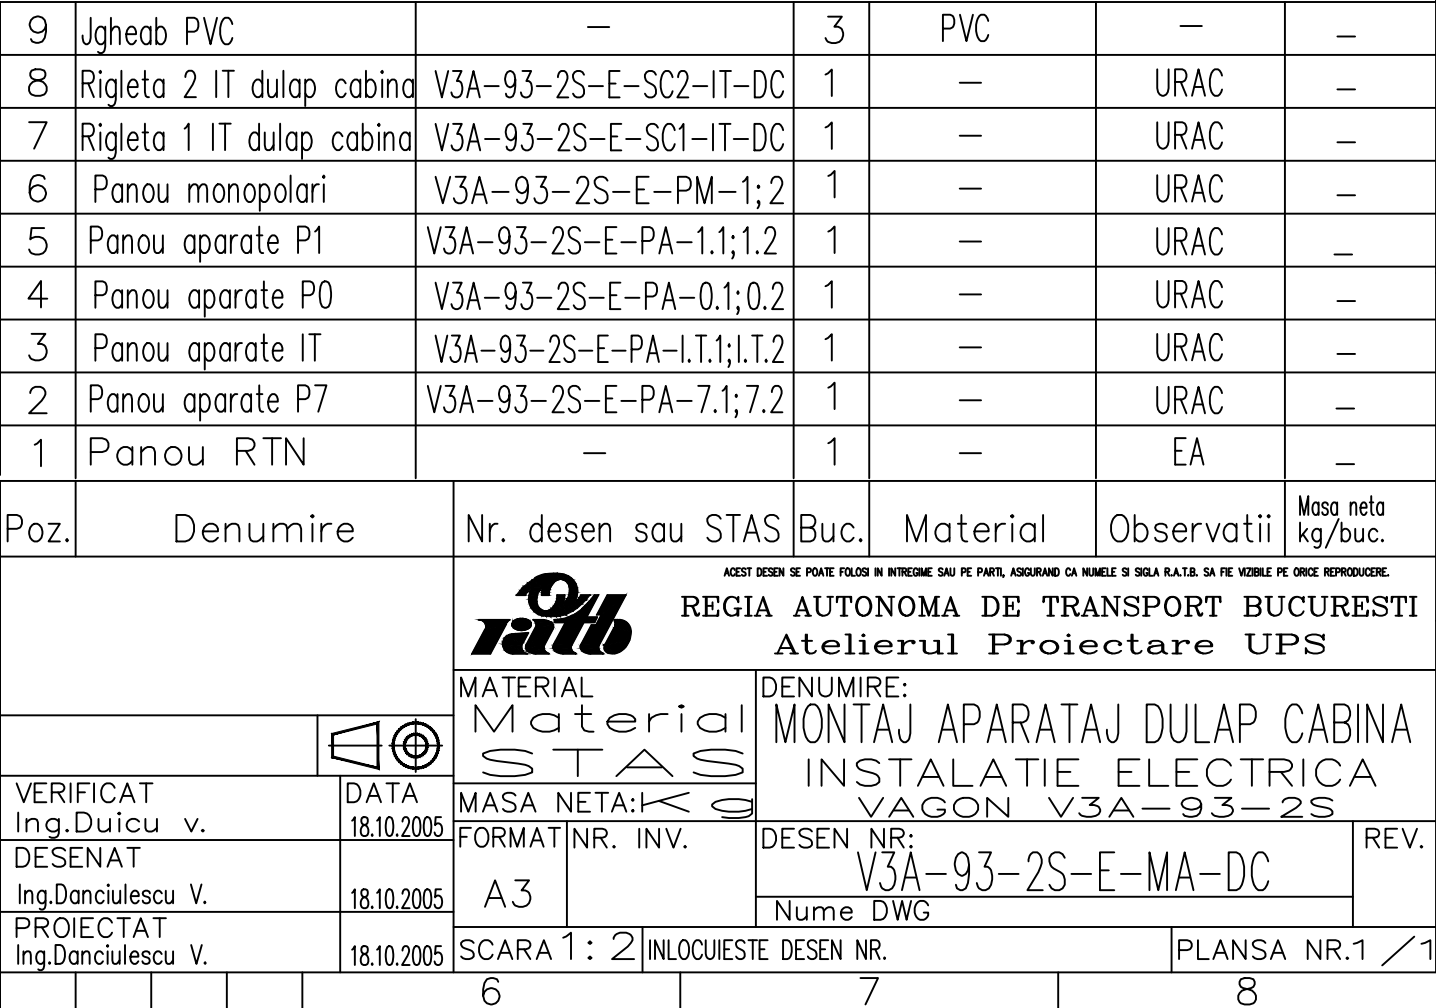 9 Jgheab PVC – 3 PVC – –
8 Rigleta 2 IT dulap cabina V3A–93–2S–E–SC2–IT–DC 1 – URAC –
7 Rigleta 1 IT dulap cabina V3A–93–2S–E–SC1–IT–DC 1 – URAC –
6 Panou monopolari V3A–93–2S–E–PM–1;2 1 – URAC –
5 Panou aparate P1 V3A–93–2S–E–PA–1.1;1.2 1 – URAC –
4 Panou aparate P0 V3A–93–2S–E–PA–0.1;0.2 1 – URAC –
3 Panou aparate IT V3A–93–2S–E–PA–I.T.1;I.T.2 1 – URAC –
2 Panou aparate P7 V3A–93–2S–E–PA–7.1;7.2 1 – URAC –
1 Panou RTN – 1 – EA –
Poz. Denumire Nr. desen sau STAS Buc. Material Observatii Masa neta
kg/buc.
ACEST DESEN SE POATE FOLOSI IN INTREGIME SAU PE PARTI, ASIGURAND CA NUMELE SI SIGLA R.A.T.B. SA FIE VIZIBILE PE ORICE REPRODUCERE.
ratb
REGIA AUTONOMA DE TRANSPORT BUCURESTI
Atelierul Proiectare UPS
MATERIAL
Material
STAS
DENUMIRE:
MONTAJ APARATAJ DULAP CABINA
INSTALATIE ELECTRICA
VAGON V3A–93–2S
VERIFICAT
Ing.Duicu v.
DATA
18.10.2005
MASA NETA: Kg
DESENAT
Ing.Danciulescu V.
18.10.2005
FORMAT
A3
NR. INV.
DESEN NR:
V3A–93–2S–E–MA–DC
Nume DWG
REV.
PROIECTAT
Ing.Danciulescu V.
18.10.2005
SCARA 1: 2
INLOCUIESTE DESEN NR.
PLANSA NR.1 /1
6 7 8